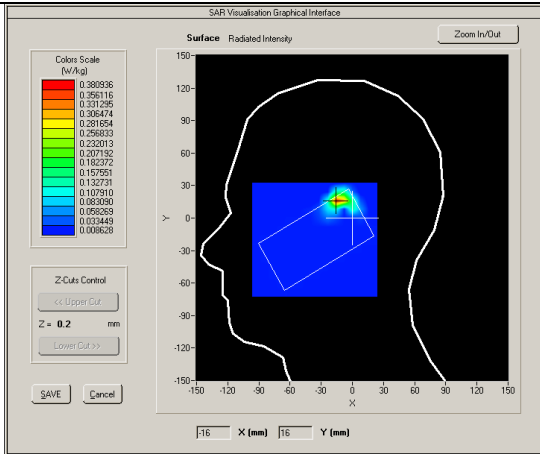 SAR Visualisation Graphical Interface
Surface Radiated Intensity
Zoom In/Out
Colors Scale
(W/kg)
0.380936
0.356116
0.331295
0.306474
0.281654
0.256833
0.232013
0.207192
0.182372
0.157551
0.132731
0.107910
0.083090
0.058269
0.033449
0.008628
Z-Cuts Control
<< Upper Cut
Z = 0.2 mm
Lower Cut >>
SAVE Cancel
150-
120-
90-
60-
30-
0-
-30-
-60-
-90-
-120-
-150-
Y
-150 -120 -90 -60 -30 0 30 60 90 120 150
X
-16 X (mm) 16 Y (mm)